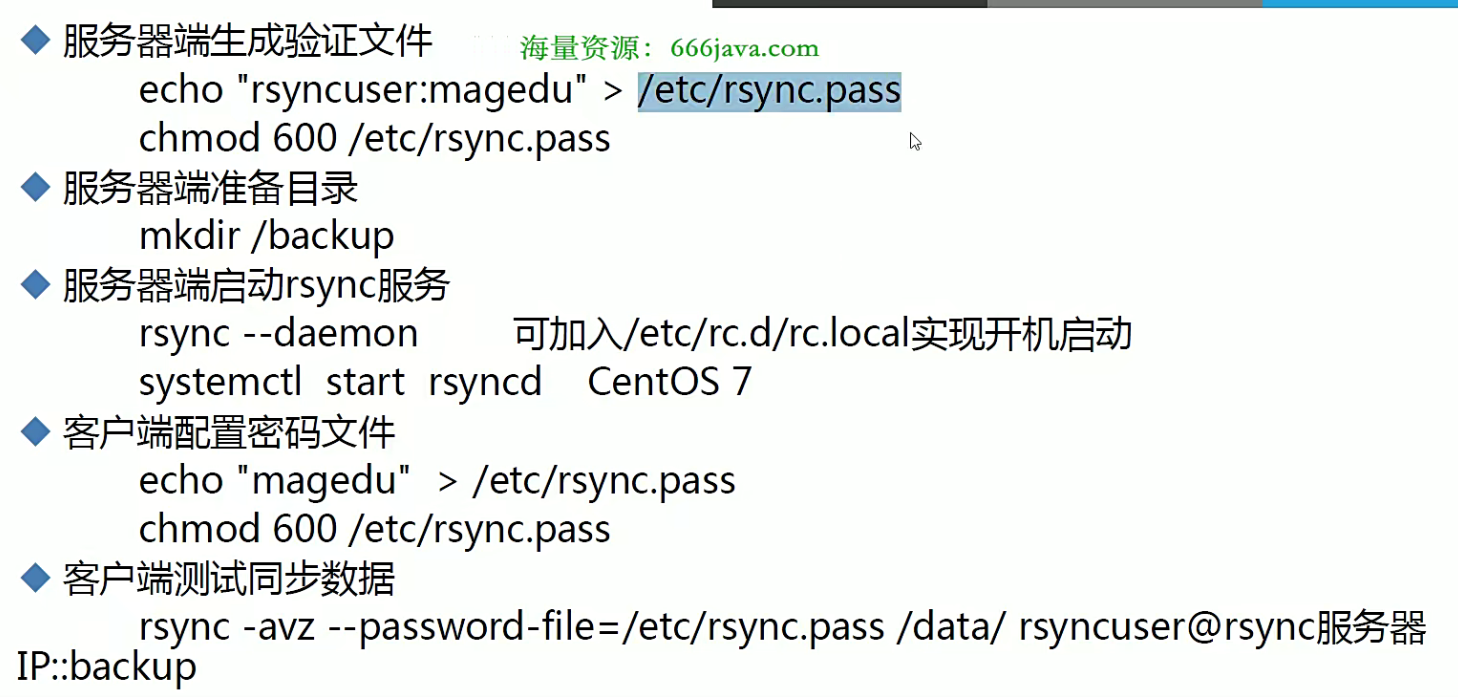 服务器端生成验证文件
海量资源：666java.com
echo "rsyncuser:magedu" > /etc/rsync.pass
chmod 600 /etc/rsync.pass
服务器端准备目录
mkdir /backup
服务器端启动rsync服务
rsync --daemon 可加入/etc/rc.d/rc.local实现开机启动
systemctl start rsyncd CentOS 7
客户端配置密码文件
echo "magedu" > /etc/rsync.pass
chmod 600 /etc/rsync.pass
客户端测试同步数据
rsync -avz --password-file=/etc/rsync.pass /data/ rsyncuser@rsync服务器
IP::backup